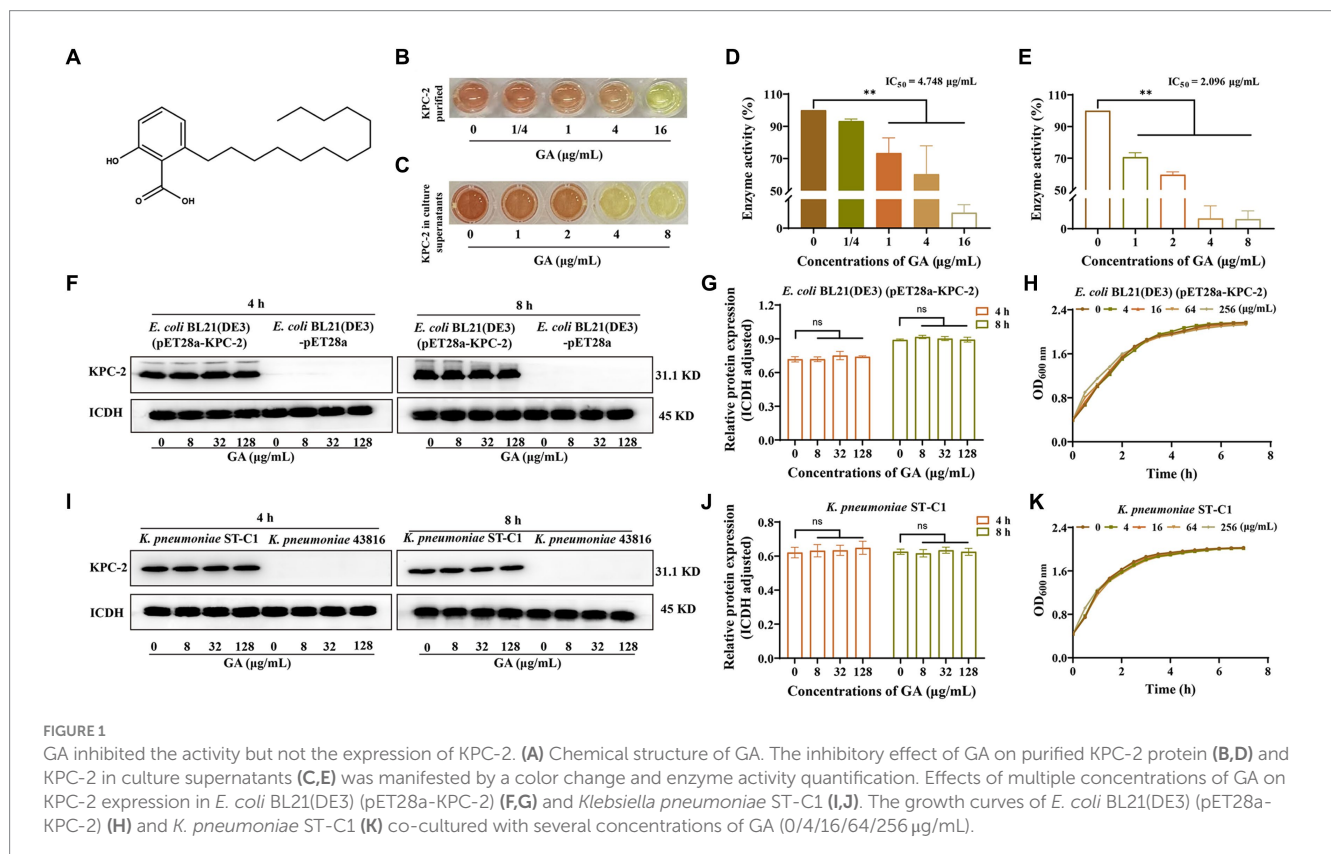 A
HO
O
OH
B
KPC-2
purified
0 1/4 1 4 16
GA (µg/mL)
C
KPC-2 in culture
supernatants
0 1 2 4 8
GA (µg/mL)
D
IC50 = 4.748 µg/mL
**
Enzyme activity (%)
110
90
70
50
20
0
0 1/4 1 4 16
Concentrations of GA (µg/mL)
E
IC50 = 2.096 µg/mL
**
Enzyme activity (%)
110
90
70
50
20
0
0 1 2 4 8
Concentrations of GA (µg/mL)
F
4 h 8 h
E. coli BL21(DE3) E. coli BL21(DE3) E. coli BL21(DE3) E. coli BL21(DE3)
(pET28a-KPC-2) -pET28a (pET28a-KPC-2) -pET28a
KPC-2 31.1 KD
ICDH 45 KD
0 8 32 128 0 8 32 128 0 8 32 128 0 8 32 128
GA (µg/mL) GA (µg/mL)
G
E. coli BL21(DE3) (pET28a-KPC-2)
4 h
8 h
ns ns
Relative protein expression
(ICDH adjusted)
1.2
0.9
0.6
0.3
0.0
0 8 32 128 0 8 32 128
Concentrations of GA (µg/mL)
H
E. coli BL21(DE3) (pET28a-KPC-2)
0 4 16 64 256 (µg/mL)
OD600 nm
2.4
1.8
1.2
0.6
0.0
0 2 4 6 8
Time (h)
I
4 h 8 h
K. pneumoniae ST-C1 K. pneumoniae 43816 K. pneumoniae ST-C1 K. pneumoniae 43816
KPC-2 31.1 KD
ICDH 45 KD
0 8 32 128 0 8 32 128 0 8 32 128 0 8 32 128
GA (µg/mL) GA (µg/mL)
J
K. pneumoniae ST-C1
4 h
8 h
ns ns
Relative protein expression
(ICDH adjusted)
0.8
0.6
0.4
0.2
0.0
0 8 32 128 0 8 32 128
Concentrations of GA (µg/mL)
K
K. pneumoniae ST-C1
0 4 16 64 256 (µg/mL)
OD600 nm
2.4
1.8
1.2
0.6
0.0
0 2 4 6 8
Time (h)
FIGURE 1
GA inhibited the activity but not the expression of KPC-2. (A) Chemical structure of GA. The inhibitory effect of GA on purified KPC-2 protein (B,D) and
KPC-2 in culture supernatants (C,E) was manifested by a color change and enzyme activity quantification. Effects of multiple concentrations of GA on
KPC-2 expression in E. coli BL21(DE3) (pET28a-KPC-2) (F,G) and Klebsiella pneumoniae ST-C1 (I,J). The growth curves of E. coli BL21(DE3) (pET28a-
KPC-2) (H) and K. pneumoniae ST-C1 (K) co-cultured with several concentrations of GA (0/4/16/64/256 µg/mL).